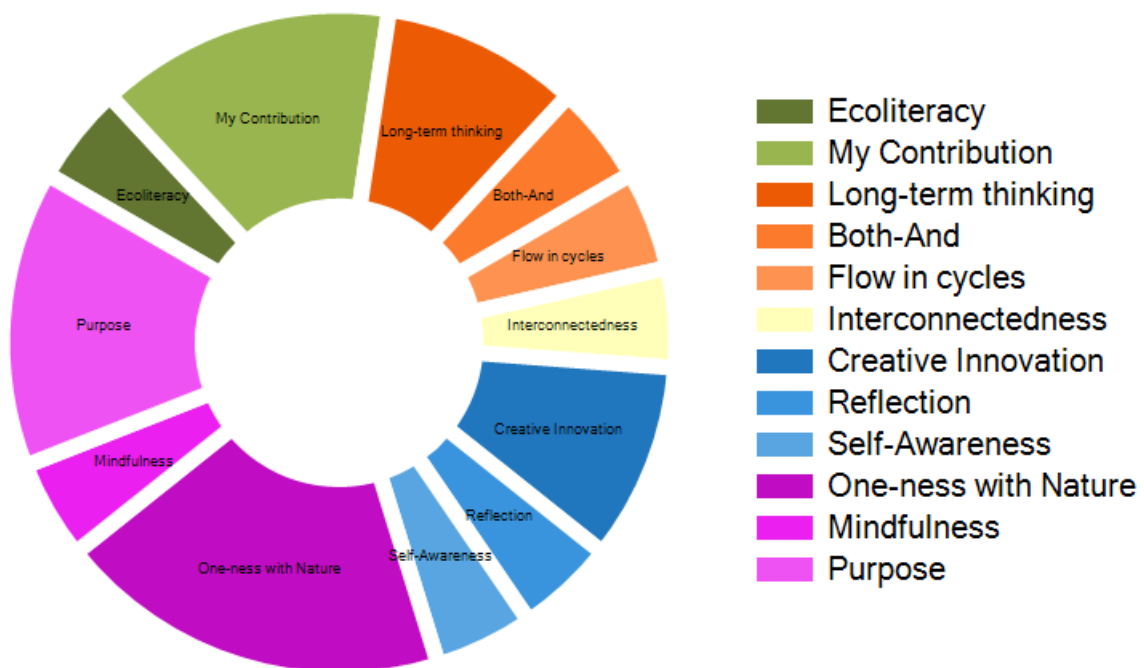 My Contribution
Long-term thinking
Ecoliteracy
Both-And
Flow in cycles
Purpose
Interconnectedness
Creative Innovation
Mindfulness
Reflection
Self-Awareness
One-ness with Nature
Ecoliteracy
My Contribution
Long-term thinking
Both-And
Flow in cycles
Interconnectedness
Creative Innovation
Reflection
Self-Awareness
One-ness with Nature
Mindfulness
Purpose